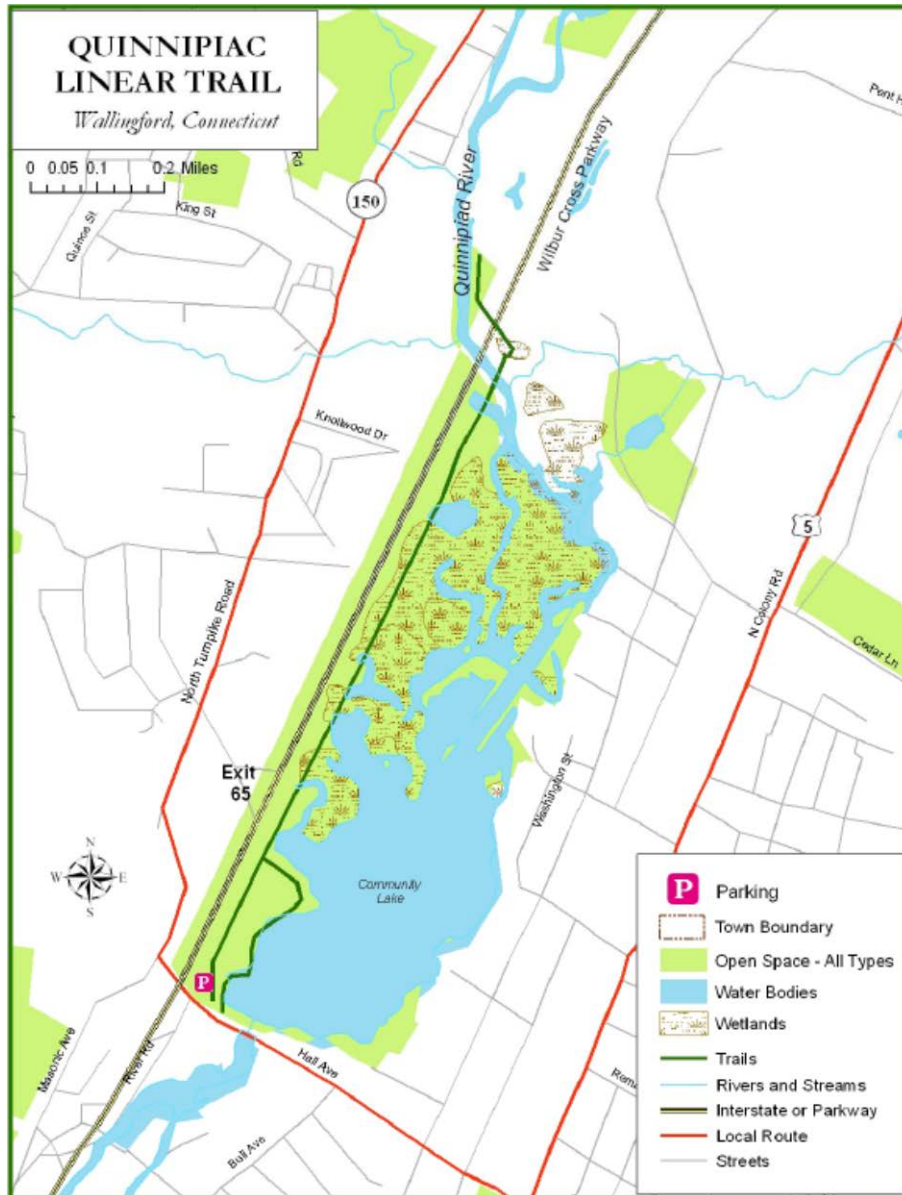 QUINNIPIAC
LINEAR TRAIL
Wallingford, Connecticut
0 0.05 0.1 0.2 Miles
Rd
150
King St
Quince St
Quinnipiad River
Wilbur Cross Parkway
Pent H
Knollwood Dr
5
North Turnpike Road
N Colony Rd
Cedar Ln
Exit
65
Washington St
N
W E
S
Community
Lake
P
Masonic Ave
River Rd
Hall Ave
Bull Ave
P Parking
Town Boundary
Open Space - All Types
Water Bodies
Wetlands
Trails
Rivers and Streams
Interstate or Parkway
Local Route
Streets